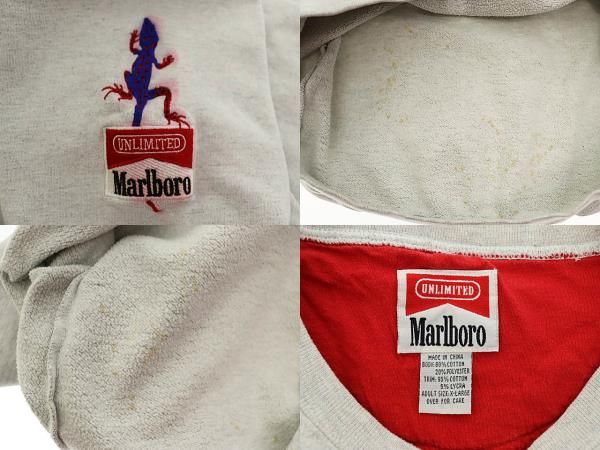 UNLIMITED
Marlboro
UNLIMITED
Marlboro
MADE IN CHINA
BODY: 80% COTTON
20% POLYESTER
TRIM: 95% COTTON
5% LYCRA
ADULT SIZE: X-LARGE
OVER FOR CARE